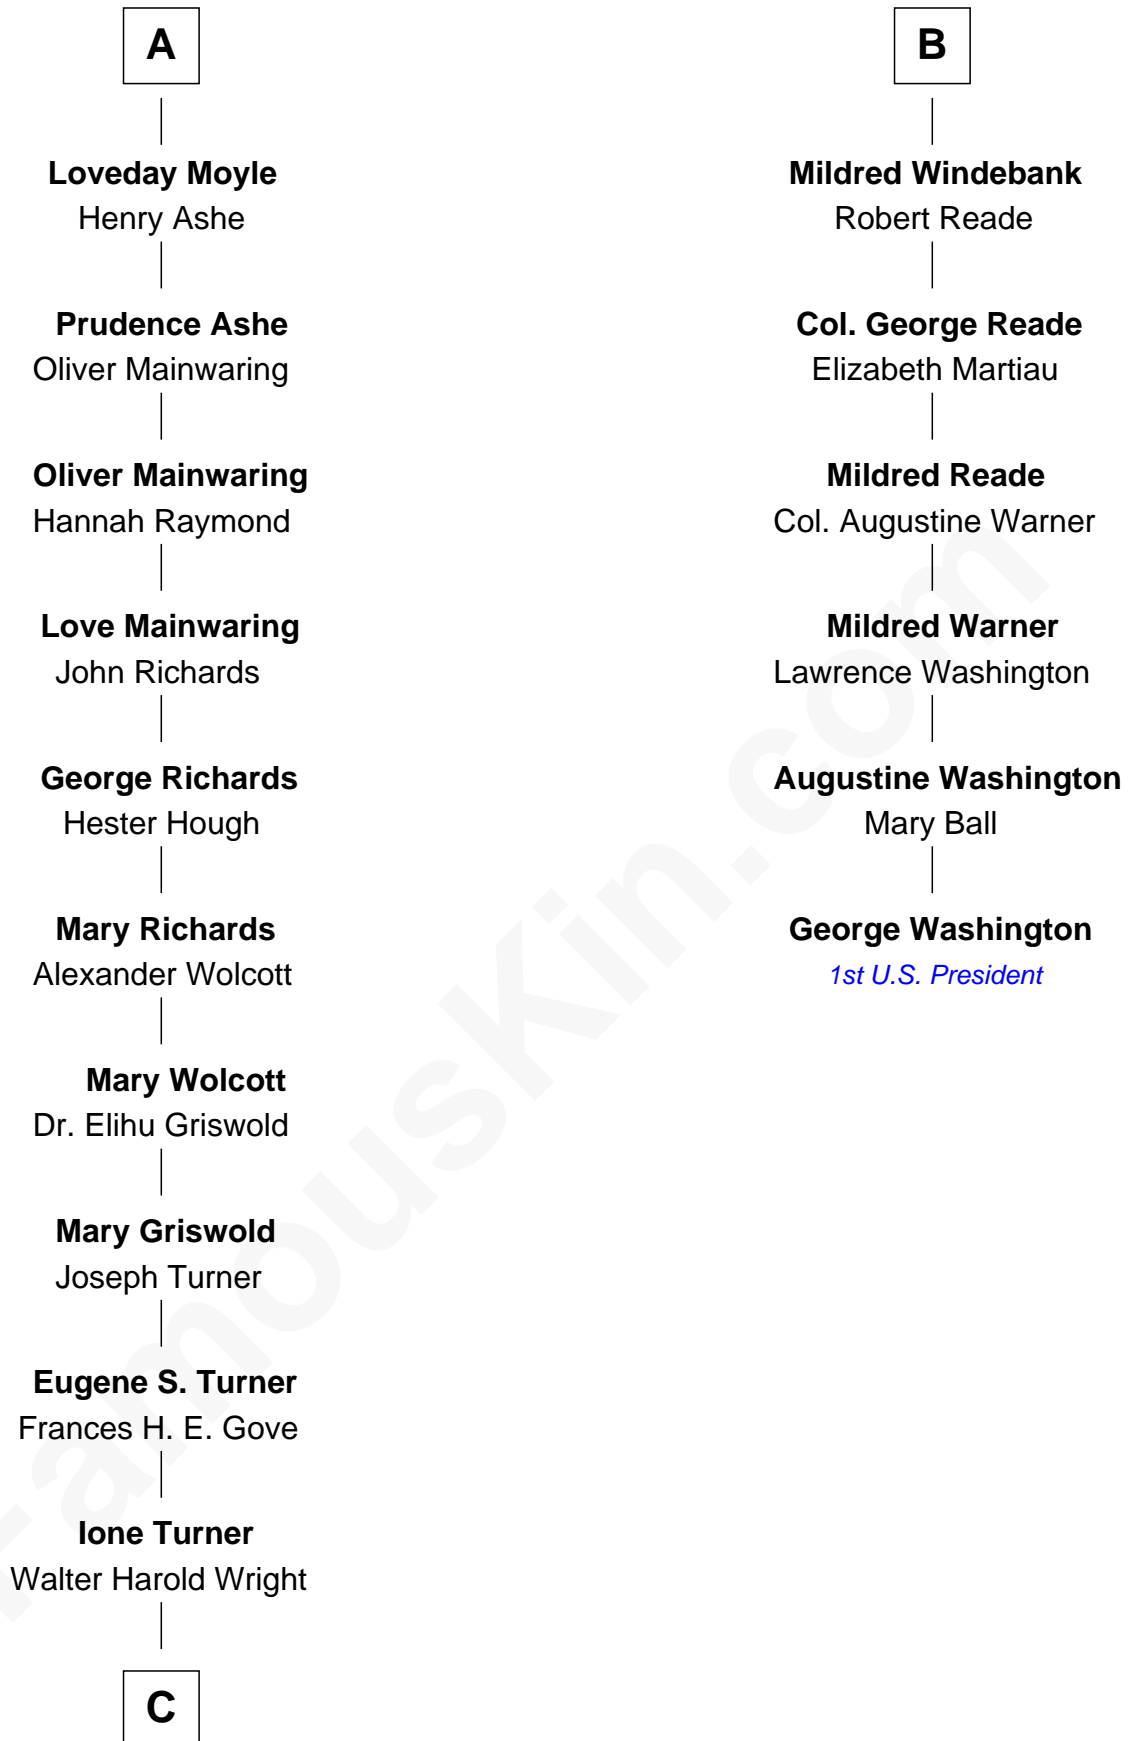 A
Loveday Moyle
Henry Ashe
Prudence Ashe
Oliver Mainwaring
Oliver Mainwaring
Hannah Raymond
Love Mainwaring
John Richards
George Richards
Hester Hough
Mary Richards
Alexander Wolcott
Mary Wolcott
Dr. Elihu Griswold
Mary Griswold
Joseph Turner
Eugene S. Turner
Frances H. E. Gove
Ione Turner
Walter Harold Wright
C
B
Mildred Windebank
Robert Reade
Col. George Reade
Elizabeth Martiau
Mildred Reade
Col. Augustine Warner
Mildred Warner
Lawrence Washington
Augustine Washington
Mary Ball
George Washington
1st U.S. President
FamousKin.com